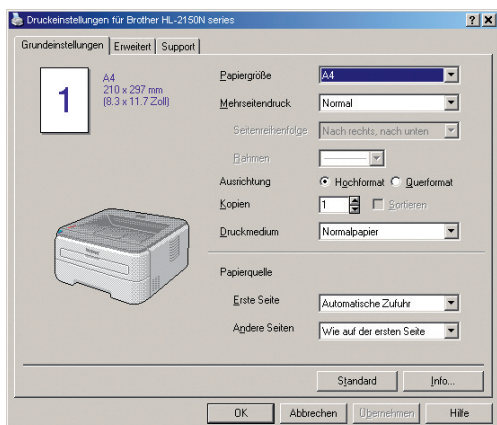 Druckeinstellungen für Brother HL-2150N series
Grundeinstellungen Erweitert Support
1
A4
210 x 297 mm
(8.3 x 11.7 Zoll)
Papiergröße A4
Mehrseitendruck Normal
Seitenreihenfolge Nach rechts, nach unten
Rahmen
Ausrichtung Hochformat Querformat
Kopien 1 Sortieren
Druckmedium Normalpapier
Papierquelle
Erste Seite Automatische Zufuhr
Andere Seiten Wie auf der ersten Seite
Standard Info...
OK Abbrechen Übernehmen Hilfe